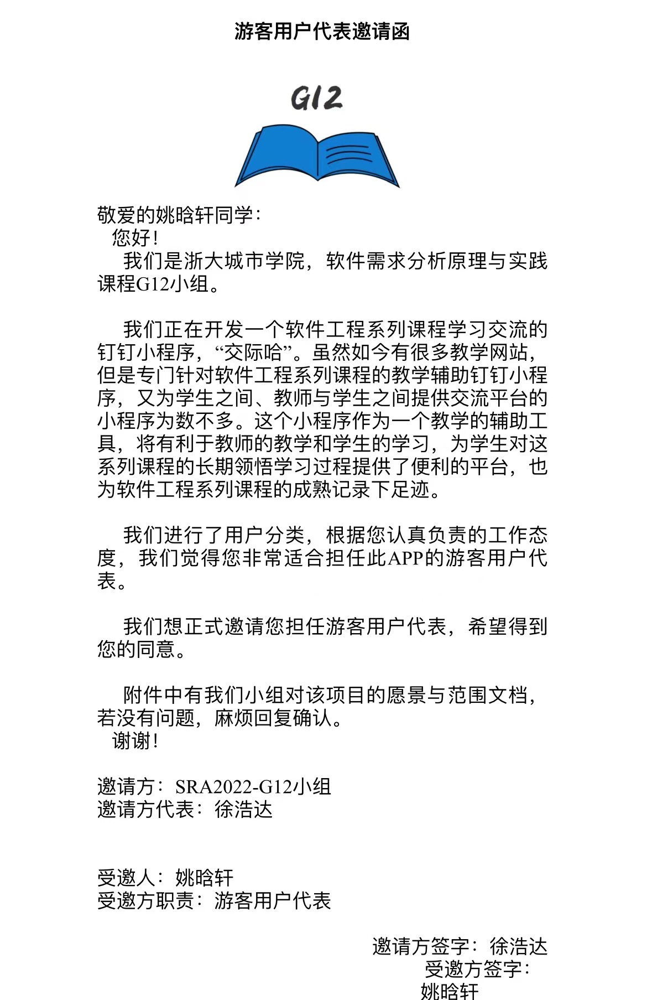 游客用户代表邀请函
G12
敬爱的姚晗轩同学：
您好！
我们是浙大城市学院，软件需求分析原理与实践
课程G12小组。
我们正在开发一个软件工程系列课程学习交流的
钉钉小程序，“交际哈”。虽然如今有很多教学网站，
但是专门针对软件工程系列课程的教学辅助钉钉小程
序，又为学生之间、教师与学生之间提供交流平台的
小程序为数不多。这个小程序作为一个教学的辅助工
具，将有利于教师的教学和学生的学习，为学生对这
系列课程的长期领悟学习过程提供了便利的平台，也
为软件工程系列课程的成熟记录下足迹。
我们进行了用户分类，根据您认真负责的工作态
度，我们觉得您非常适合担任此APP的游客用户代
表。
我们想正式邀请您担任游客用户代表，希望得到
您的同意。
附件中有我们小组对该项目的愿景与范围文档，
若没有问题，麻烦回复确认。
谢谢！
邀请方：SRA2022-G12小组
邀请方代表：徐浩达
受邀人：姚晗轩
受邀方职责：游客用户代表
邀请方签字：徐浩达
受邀方签字：
姚晗轩